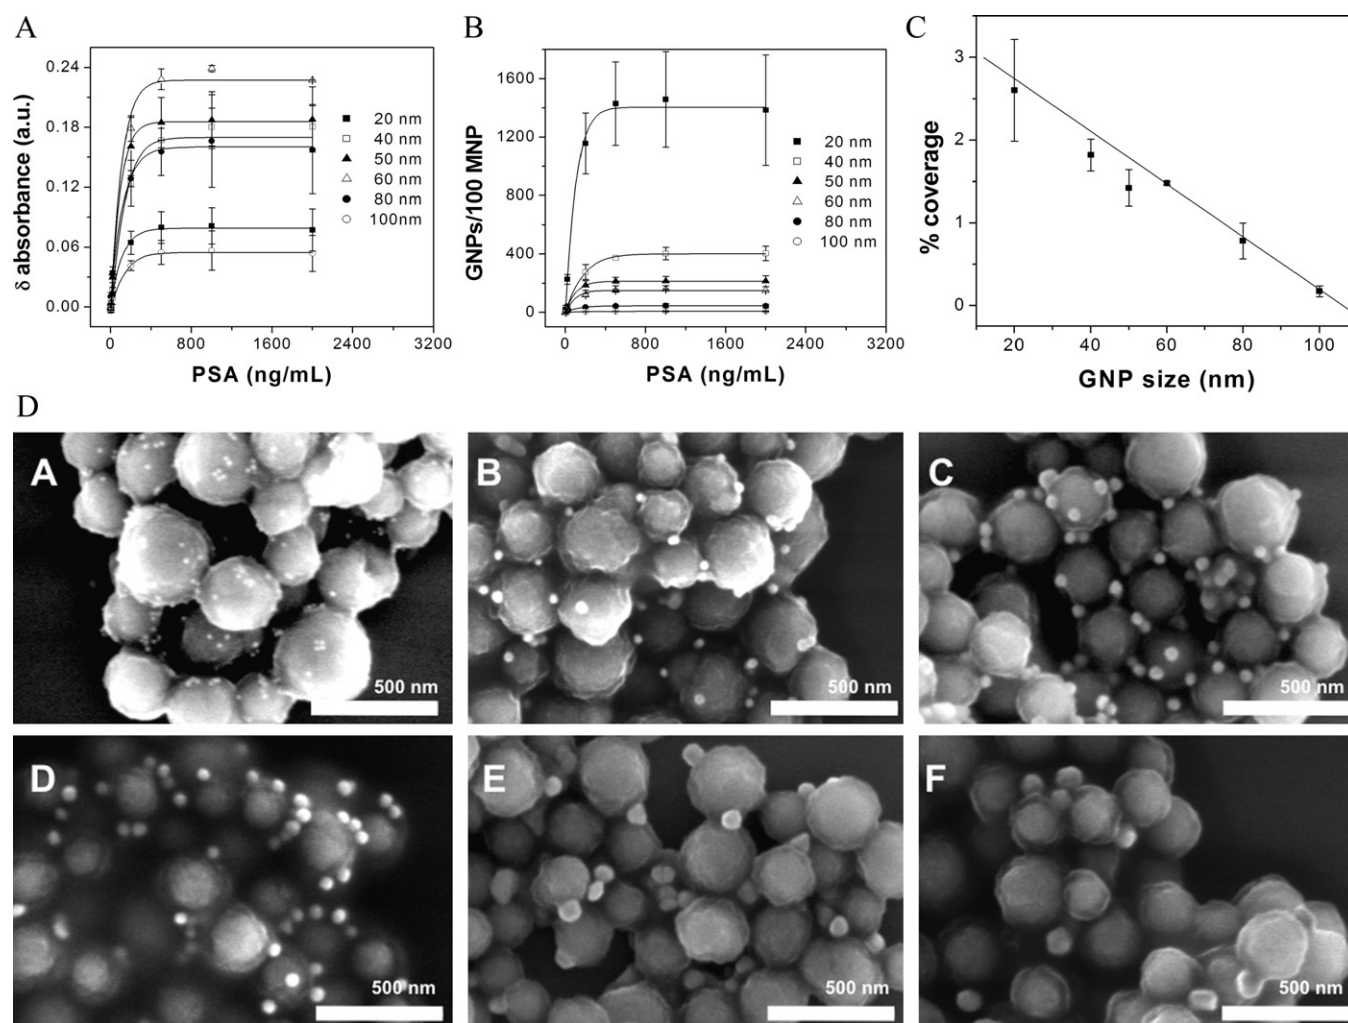 A
δ absorbance (a.u.)
0.24
0.18
0.12
0.06
0.00
0
800
1600
2400
3200
PSA (ng/mL)
20 nm
40 nm
50 nm
60 nm
80 nm
100nm
B
GNPs/100 MNP
1600
1200
800
400
0
0
800
1600
2400
3200
PSA (ng/mL)
20 nm
40 nm
50 nm
60 nm
80 nm
100 nm
C
% coverage
3
2
1
0
20
40
60
80
100
GNP size (nm)
D
A
500 nm
B
500 nm
C
500 nm
D
500 nm
E
500 nm
F
500 nm